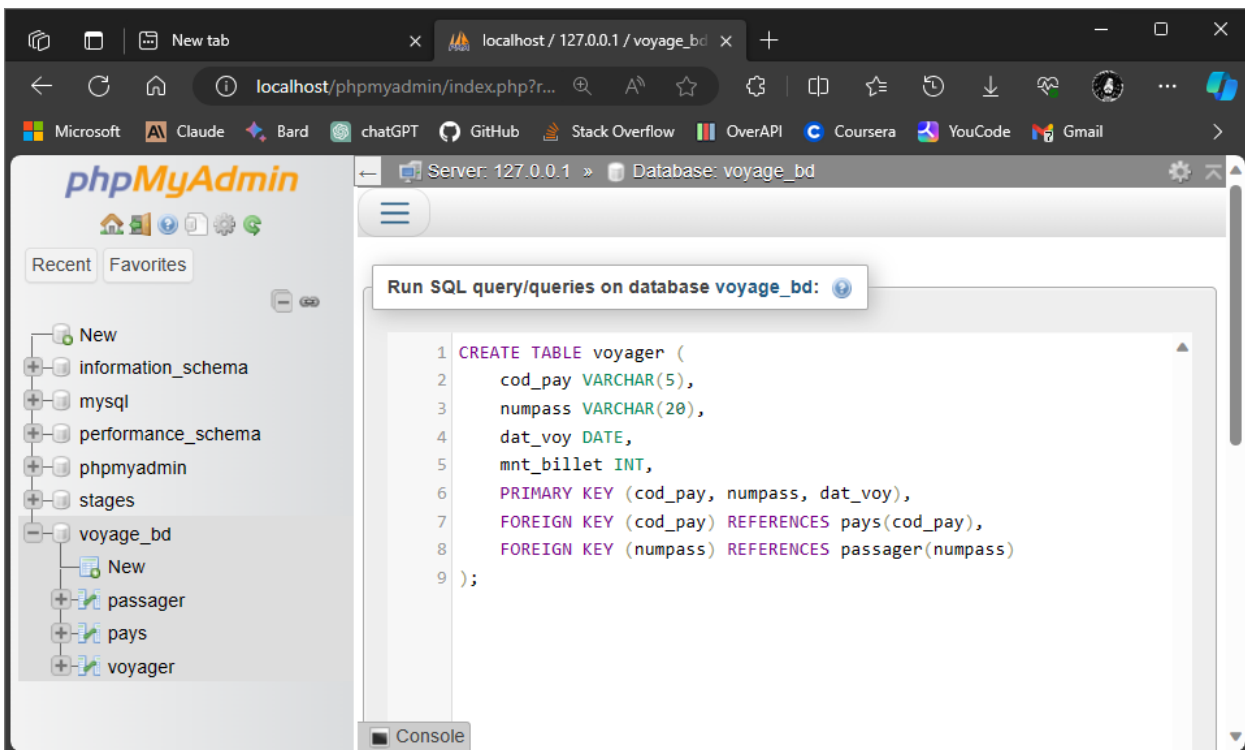 New tab
localhost / 127.0.0.1 / voyage_bd
localhost/phpmyadmin/index.php?r...
Microsoft
Claude
Bard
chatGPT
GitHub
Stack Overflow
OverAPI
Coursera
YouCode
Gmail
phpMyAdmin
Recent
Favorites
New
information_schema
mysql
performance_schema
phpmyadmin
stages
voyage_bd
New
passager
pays
voyager
Server: 127.0.0.1 » Database: voyage_bd
Run SQL query/queries on database voyage_bd:
1 CREATE TABLE voyager (
2 cod_pay VARCHAR(5),
3 numpass VARCHAR(20),
4 dat_voy DATE,
5 mnt_billet INT,
6 PRIMARY KEY (cod_pay, numpass, dat_voy),
7 FOREIGN KEY (cod_pay) REFERENCES pays(cod_pay),
8 FOREIGN KEY (numpass) REFERENCES passager(numpass)
9 );
Console